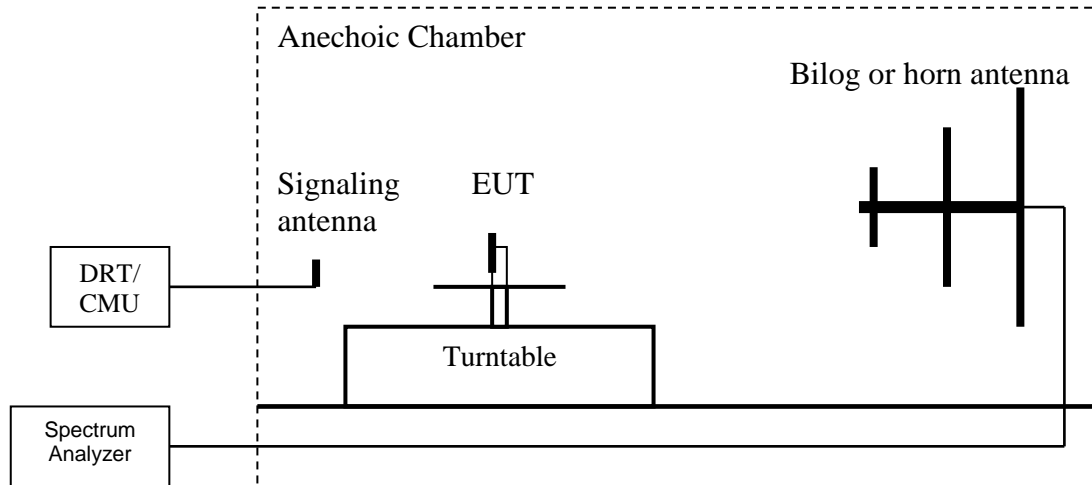 Anechoic Chamber
Bilog or horn antenna
Signaling
antenna
EUT
DRT/
CMU
Turntable
Spectrum
Analyzer